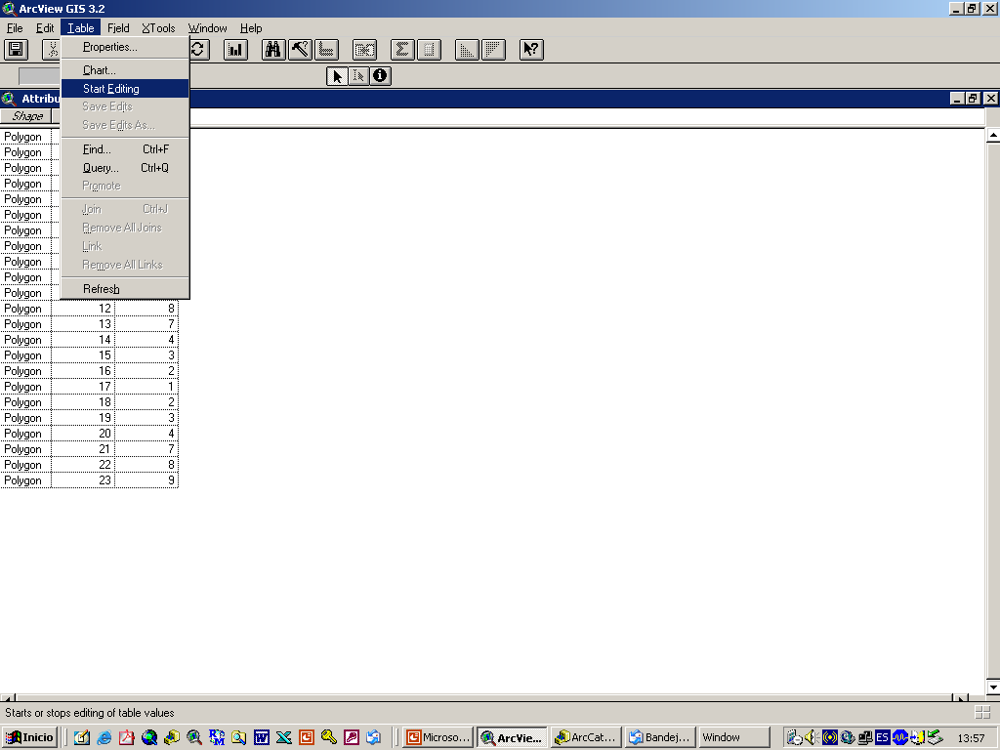 ArcView GIS 3.2
File Edit Table Field XTools Window Help
Properties...
Chart...
Start Editing
Save Edits
Save Edits As...
Find... Ctrl+F
Query... Ctrl+Q
Promote
Join Ctrl+J
Remove All Joins
Link
Remove All Links
Refresh
Attribu
Shape
Polygon
Polygon
Polygon
Polygon
Polygon
Polygon
Polygon
Polygon
Polygon
Polygon
Polygon
Polygon 12 8
Polygon 13 7
Polygon 14 4
Polygon 15 3
Polygon 16 2
Polygon 17 1
Polygon 18 2
Polygon 19 3
Polygon 20 4
Polygon 21 7
Polygon 22 8
Polygon 23 9
Starts or stops editing of table values
Inicio Microso... ArcVie... ArcCat... Bandej... Window ES 13:57